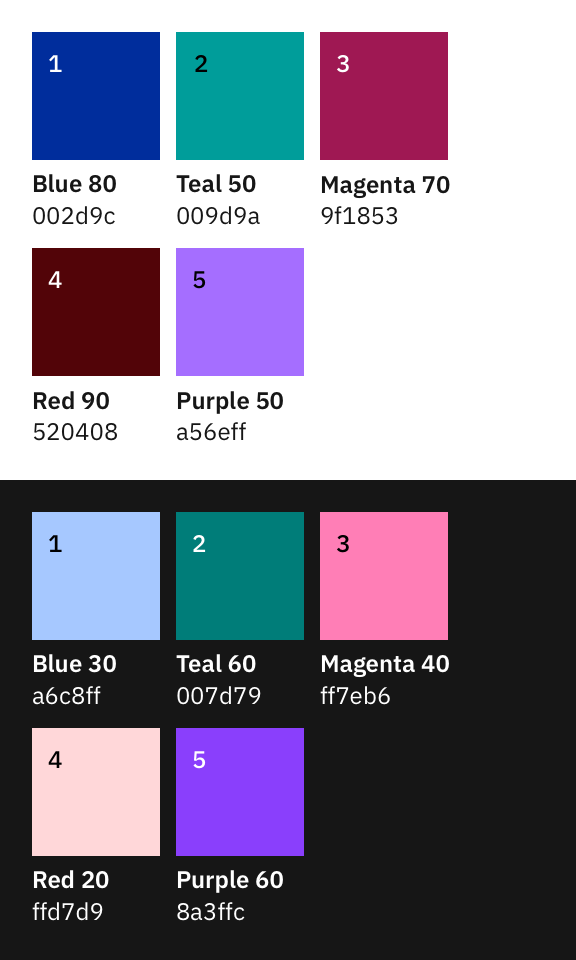 1 2 3
Blue 80 Teal 50 Magenta 70
002d9c 009d9a 9f1853
4 5
Red 90 Purple 50
520408 a56eff
1 2 3
Blue 30 Teal 60 Magenta 40
a6c8ff 007d79 ff7eb6
4 5
Red 20 Purple 60
ffd7d9 8a3ffc